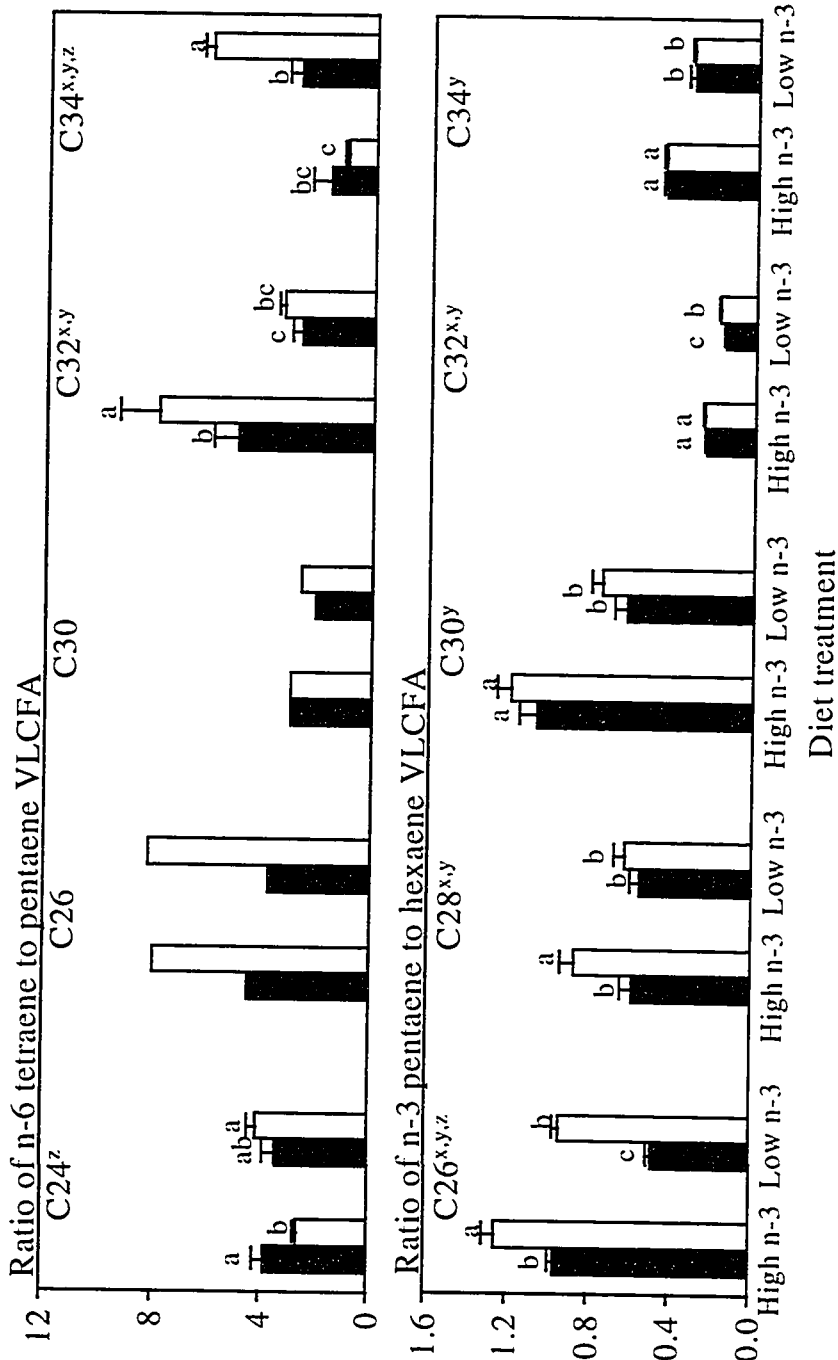 Ratio of n-6 tetraene to pentaene VLCFA
C24z C26 C30 C32x,y C34x,y,z
12
8
4
0
a b ab a b a c bc bc c b a
Ratio of n-3 pentaene to hexaene VLCFA
C26x,y,z C28x,y C30y C32x,y C34y
1.6
1.2
0.8
0.4
0.0
b a c b b a b b a a b b a a c b a a b b
High n-3 Low n-3 High n-3 Low n-3 High n-3 Low n-3 High n-3 Low n-3 High n-3 Low n-3
Diet treatment